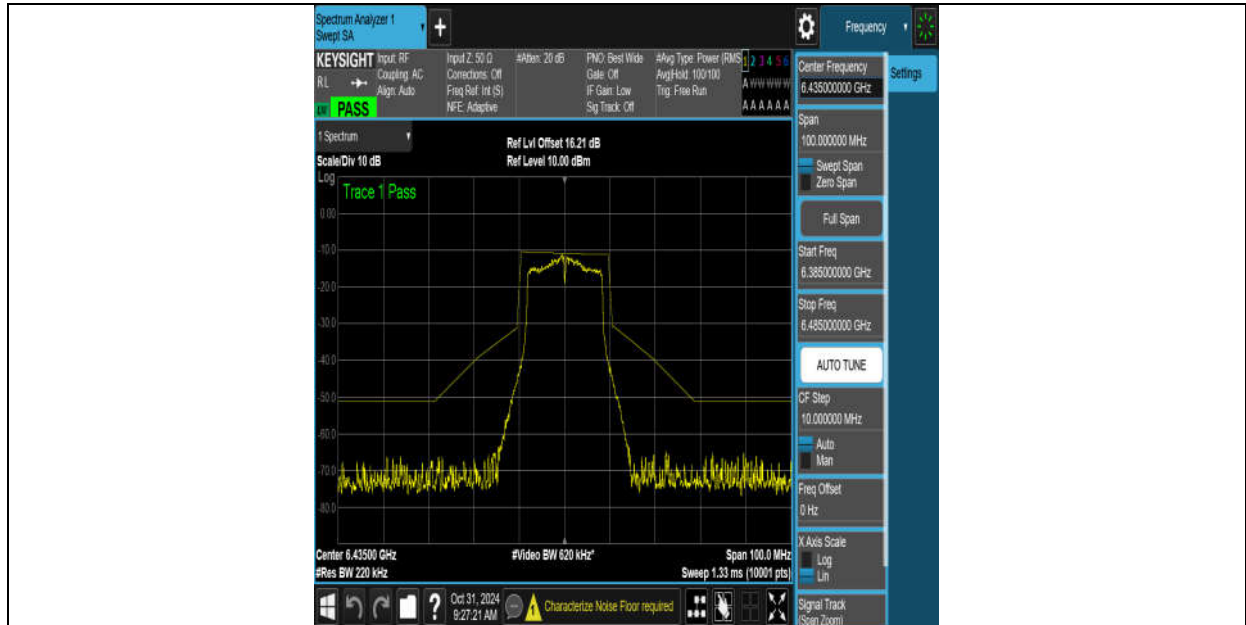 Spectrum Analyzer 1
Swept SA
+
Frequency
KEYSIGHT
RL
PASS
Input: RF
Coupling: AC
Align: Auto
Input Z: 50 Ω
Corrections: Off
Freq Ref: Int (S)
NFE: Adaptive
#Atten: 20 dB
PNO: Best Wide
Gate: Off
IF Gain: Low
Sig Track: Off
#Avg Type: Power (RMS
Avg|Hold: 100/100
Trig: Free Run
1 2 3 4 5 6
A W W W W W
A A A A A A
Center Frequency
6.435000000 GHz
Settings
Span
100.000000 MHz
Swept Span
Zero Span
Full Span
Start Freq
6.385000000 GHz
Stop Freq
6.485000000 GHz
AUTO TUNE
CF Step
10.000000 MHz
Auto
Man
Freq Offset
0 Hz
X Axis Scale
Log
Lin
Signal Track
(Span Zoom)
1 Spectrum
Scale/Div 10 dB
Ref Lvl Offset 16.21 dB
Ref Level 10.00 dBm
Log
Trace 1 Pass
0.00
-10.0
-20.0
-30.0
-40.0
-50.0
-60.0
-70.0
-80.0
Center 6.43500 GHz
#Res BW 220 kHz
#Video BW 620 kHz*
Span 100.0 MHz
Sweep 1.33 ms (10001 pts)
?
Oct 31, 2024
9:27:21 AM
Characterize Noise Floor required